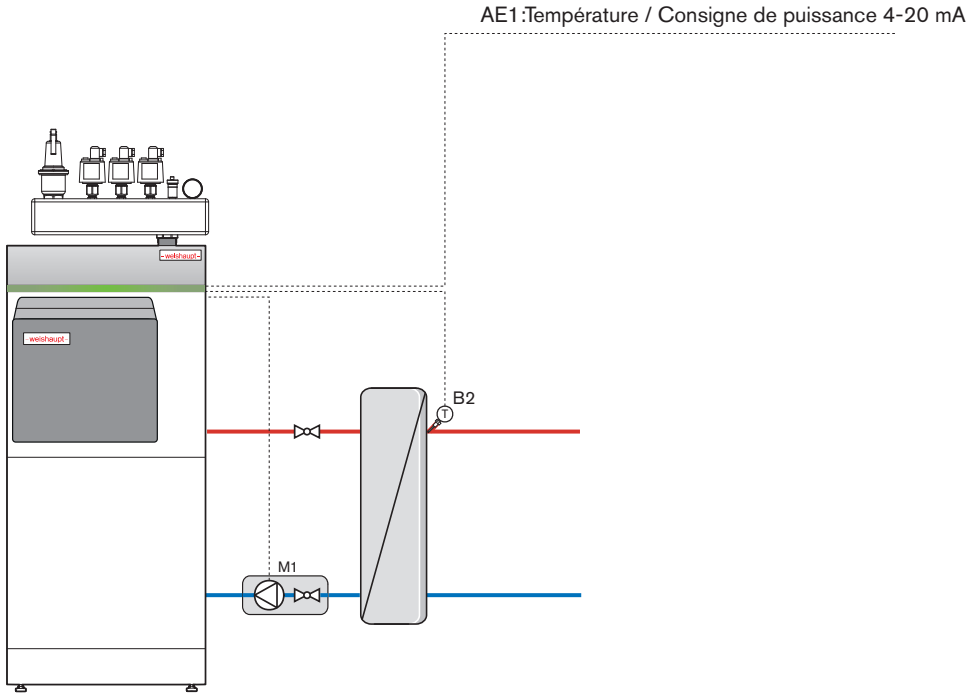 AE1:Température / Consigne de puissance 4-20 mA
-weishaupt-
-weishaupt-
B2
T
M1